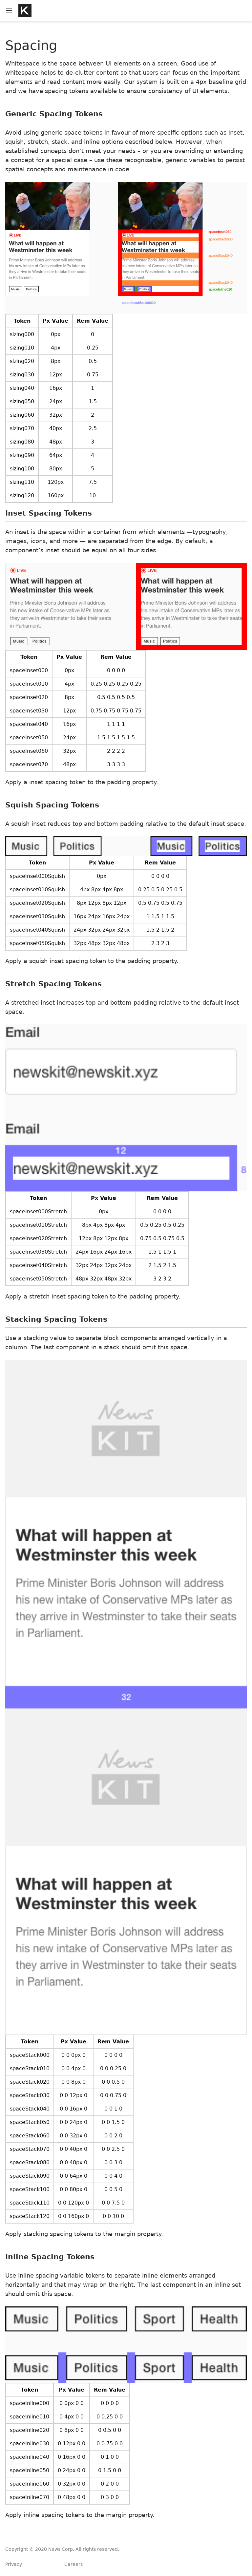 Spacing
Whitespace is the space between UI elements on a screen. Good use of
whitespace helps to de-clutter content so that users can focus on the important
elements and read content more easily. Our system is built on a 4px baseline grid
and we have spacing tokens available to ensure consistency of UI elements.
Generic Spacing Tokens
Avoid using generic space tokens in favour of more specific options such as inset,
squish, stretch, stack, and inline options described below. However, when
existing concepts don't meet your needs – or you are overriding or extending
a concept for a special case – use these recognisable, generic variables to persist
spatial concepts and maintenance in code.
LIVE
What will happen at
Westminster this week
Prime Minister Boris Johnson will address
his new intake of Conservative MPs later as
they arrive in Westminster to take their seats
in Parliament.
Music Politics
LIVE
What will happen at
Westminster this week
Prime Minister Boris Johnson will address
his new intake of Conservative MPs later as
they arrive in Westminster to take their seats
in Parliament.
Music Politics
Token Px Value Rem Value
sizing000 0px 0
sizing010 4px 0.25
sizing020 8px 0.5
sizing030 12px 0.75
sizing040 16px 1
sizing050 24px 1.5
sizing060 32px 2
sizing070 40px 2.5
sizing080 48px 3
sizing090 64px 4
sizing100 80px 5
sizing110 120px 7.5
sizing120 160px 10
Inset Spacing Tokens
An inset is the space within a container from which elements —typography,
images, icons, and more — are separated from the edge. By default, a
component's inset should be equal on all four sides.
LIVE
What will happen at
Westminster this week
Prime Minister Boris Johnson will address
his new intake of Conservative MPs later as
they arrive in Westminster to take their seats
in Parliament.
Music Politics
LIVE
What will happen at
Westminster this week
Prime Minister Boris Johnson will address
his new intake of Conservative MPs later as
they arrive in Westminster to take their seats
in Parliament.
Music Politics
Token Px Value Rem Value
spaceInset000 0px 0 0 0 0
spaceInset010 4px 0.25 0.25 0.25 0.25
spaceInset020 8px 0.5 0.5 0.5 0.5
spaceInset030 12px 0.75 0.75 0.75 0.75
spaceInset040 16px 1 1 1 1
spaceInset050 24px 1.5 1.5 1.5 1.5
spaceInset060 32px 2 2 2 2
spaceInset070 48px 3 3 3 3
Apply a inset spacing token to the padding property.
Squish Spacing Tokens
A squish inset reduces top and bottom padding relative to the default inset space.
Music Politics Music Politics
Token Px Value Rem Value
spaceInset000Squish 0px 0 0 0 0
spaceInset010Squish 4px 8px 4px 8px 0.25 0.5 0.25 0.5
spaceInset020Squish 8px 12px 8px 12px 0.5 0.75 0.5 0.75
spaceInset030Squish 16px 24px 16px 24px 1 1.5 1 1.5
spaceInset040Squish 24px 32px 24px 32px 1.5 2 1.5 2
spaceInset050Squish 32px 48px 32px 48px 2 3 2 3
Apply a squish inset spacing token to the padding property.
Stretch Spacing Tokens
A stretched inset increases top and bottom padding relative to the default inset
space.
Email
newskit@newskit.xyz
Email
12
newskit@newskit.xyz
8
Token Px Value Rem Value
spaceInset000Stretch 0px 0 0 0 0
spaceInset010Stretch 8px 4px 8px 4px 0.5 0.25 0.5 0.25
spaceInset020Stretch 12px 8px 12px 8px 0.75 0.5 0.75 0.5
spaceInset030Stretch 24px 16px 24px 16px 1.5 1 1.5 1
spaceInset040Stretch 32px 24px 32px 24px 2 1.5 2 1.5
spaceInset050Stretch 48px 32px 48px 32px 3 2 3 2
Apply a stretch inset spacing token to the padding property.
Stacking Spacing Tokens
Use a stacking value to separate block components arranged vertically in a
column. The last component in a stack should omit this space.
News
KIT
What will happen at
Westminster this week
Prime Minister Boris Johnson will address
his new intake of Conservative MPs later as
they arrive in Westminster to take their seats
in Parliament.
32
News
KIT
What will happen at
Westminster this week
Prime Minister Boris Johnson will address
his new intake of Conservative MPs later as
they arrive in Westminster to take their seats
in Parliament.
Token Px Value Rem Value
spaceStack000 0 0 0px 0 0 0 0 0
spaceStack010 0 0 4px 0 0 0 0.25 0
spaceStack020 0 0 8px 0 0 0 0.5 0
spaceStack030 0 0 12px 0 0 0 0.75 0
spaceStack040 0 0 16px 0 0 0 1 0
spaceStack050 0 0 24px 0 0 0 1.5 0
spaceStack060 0 0 32px 0 0 0 2 0
spaceStack070 0 0 40px 0 0 0 2.5 0
spaceStack080 0 0 48px 0 0 0 3 0
spaceStack090 0 0 64px 0 0 0 4 0
spaceStack100 0 0 80px 0 0 0 5 0
spaceStack110 0 0 120px 0 0 0 7.5 0
spaceStack120 0 0 160px 0 0 0 10 0
Apply stacking spacing tokens to the margin property.
Inline Spacing Tokens
Use inline spacing variable tokens to separate inline elements arranged
horizontally and that may wrap on the right. The last component in an inline set
should omit this space.
Music Politics Sport Health
Music Politics Sport Health
Token Px Value Rem Value
spaceInline000 0 0px 0 0 0 0 0 0
spaceInline010 0 4px 0 0 0 0.25 0 0
spaceInline020 0 8px 0 0 0 0.5 0 0
spaceInline030 0 12px 0 0 0 0.75 0 0
spaceInline040 0 16px 0 0 0 1 0 0
spaceInline050 0 24px 0 0 0 1.5 0 0
spaceInline060 0 32px 0 0 0 2 0 0
spaceInline070 0 48px 0 0 0 3 0 0
Apply inline spacing tokens to the margin property.
Copyright © 2020 News Corp. All rights reserved.
Privacy Careers